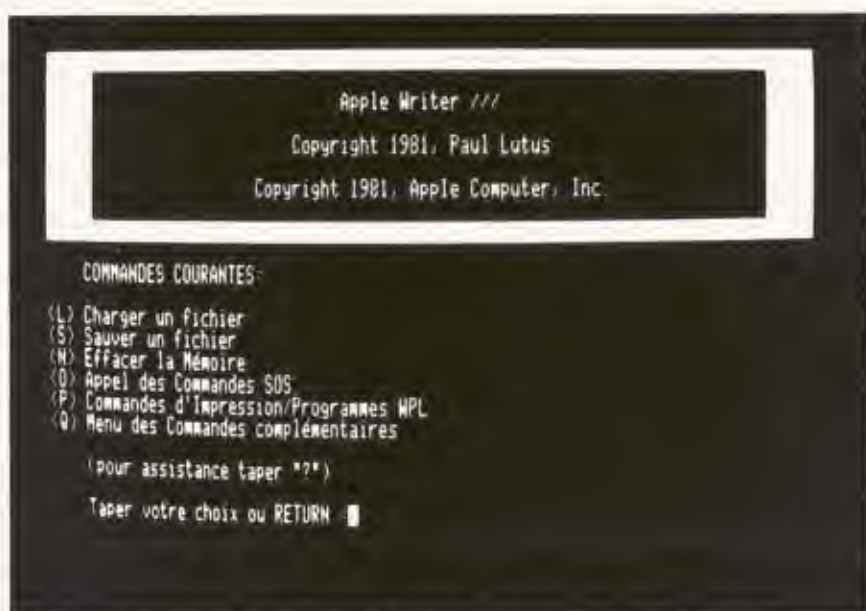 Apple Writer ///
Copyright 1981, Paul Lutus
Copyright 1981, Apple Computer, Inc
COMMANDES COURANTES:
(L) Charger un fichier
(S) Sauver un fichier
(N) Effacer la Mémoire
(O) Appel des Commandes SOS
(P) Commandes d'Impression/Programmes WPL
(Q) Menu des Commandes complémentaires
(pour assistance taper "?")
Taper votre choix ou RETURN :